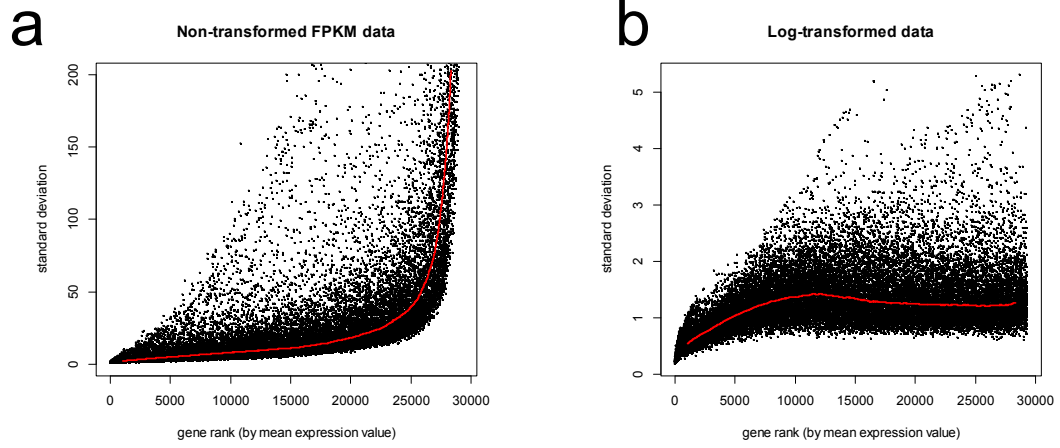 a
Non-transformed FPKM data
standard deviation
200
150
100
50
0
0 5000 10000 15000 20000 25000 30000
gene rank (by mean expression value)
b
Log-transformed data
standard deviation
5
4
3
2
1
0
0 5000 10000 15000 20000 25000 30000
gene rank (by mean expression value)